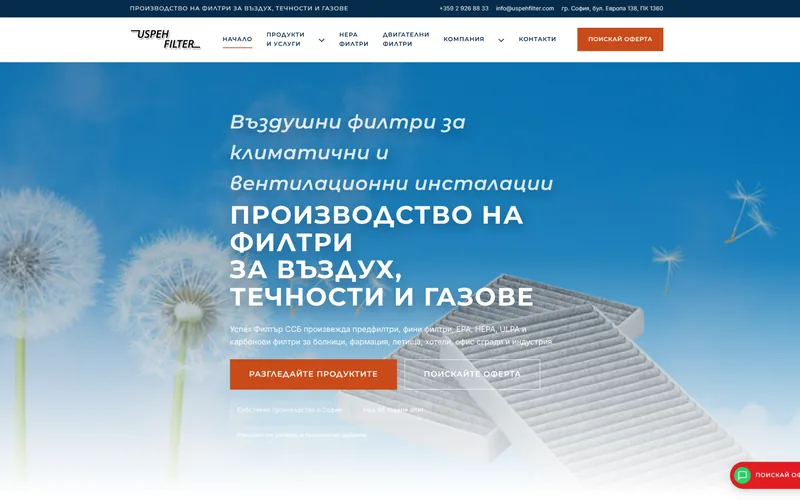 ПРОИЗВОДСТВО НА ФИЛТРИ ЗА ВЪЗДУХ, ТЕЧНОСТИ И ГАЗОВЕ
+359 2 926 88 33
info@uspehfilter.com
гр. София, бул. Европа 138, ПК 1360
USPEH
FILTER
НАЧАЛО
ПРОДУКТИ
И УСЛУГИ
HEPA
ФИЛТРИ
ДВИГАТЕЛНИ
ФИЛТРИ
КОМПАНИЯ
КОНТАКТИ
ПОИСКАЙ ОФЕРТА
Въздушни филтри за
климатични и
вентилационни инсталации
ПРОИЗВОДСТВО НА
ФИЛТРИ
ЗА ВЪЗДУХ,
ТЕЧНОСТИ И ГАЗОВЕ
Успех Филтър ССБ произвежда предфилтри, фини филтри, EPA, HEPA, ULPA и
карбонови филтри за болници, фармация, летища, хотели, офис сгради и индустрия.
РАЗГЛЕДАЙТЕ ПРОДУКТИТЕ
ПОИСКАЙТЕ ОФЕРТА
Собствено производство в София
ПОИСКАЙ ОФ